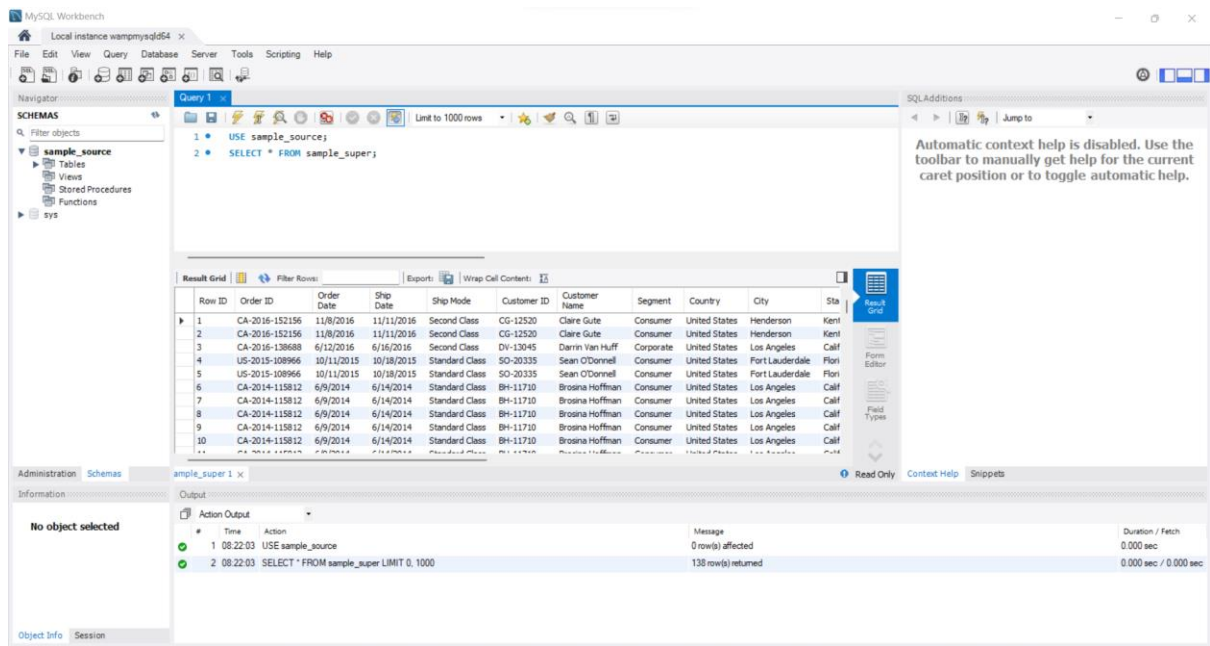 MySQL Workbench
Local instance wampmysqld64
File Edit View Query Database Server Tools Scripting Help
Navigator
SCHEMAS
Filter objects
sample_source
Tables
Views
Stored Procedures
Functions
sys
Administration Schemas
Query 1
Limit to 1000 rows
1 USE sample_source;
2 SELECT * FROM sample_super;
Result Grid Filter Rows: Export: Wrap Cell Content:
Row ID Order ID Order Date Ship Date Ship Mode Customer ID Customer Name Segment Country City Sta
1 CA-2016-152156 11/8/2016 11/11/2016 Second Class CG-12520 Claire Gute Consumer United States Henderson Kent
2 CA-2016-152156 11/8/2016 11/11/2016 Second Class CG-12520 Claire Gute Consumer United States Henderson Kent
3 CA-2016-138688 6/12/2016 6/16/2016 Second Class DV-13045 Darrin Van Huff Corporate United States Los Angeles Calif
4 US-2015-108966 10/11/2015 10/18/2015 Standard Class SO-20335 Sean O'Donnell Consumer United States Fort Lauderdale Flori
5 US-2015-108966 10/11/2015 10/18/2015 Standard Class SO-20335 Sean O'Donnell Consumer United States Fort Lauderdale Flori
6 CA-2014-115812 6/9/2014 6/14/2014 Standard Class BH-11710 Brosina Hoffman Consumer United States Los Angeles Calif
7 CA-2014-115812 6/9/2014 6/14/2014 Standard Class BH-11710 Brosina Hoffman Consumer United States Los Angeles Calif
8 CA-2014-115812 6/9/2014 6/14/2014 Standard Class BH-11710 Brosina Hoffman Consumer United States Los Angeles Calif
9 CA-2014-115812 6/9/2014 6/14/2014 Standard Class BH-11710 Brosina Hoffman Consumer United States Los Angeles Calif
10 CA-2014-115812 6/9/2014 6/14/2014 Standard Class BH-11710 Brosina Hoffman Consumer United States Los Angeles Calif
Result Grid
Form Editor
Field Types
ample_super 1
Read Only
SQLAdditions
Jump to
Automatic context help is disabled. Use the
toolbar to manually get help for the current
caret position or to toggle automatic help.
Context Help Snippets
Information
No object selected
Object Info Session
Output
Action Output
# Time Action Message Duration / Fetch
1 08:22:03 USE sample_source 0 row(s) affected 0.000 sec
2 08:22:03 SELECT * FROM sample_super LIMIT 0, 1000 138 row(s) returned 0.000 sec / 0.000 sec